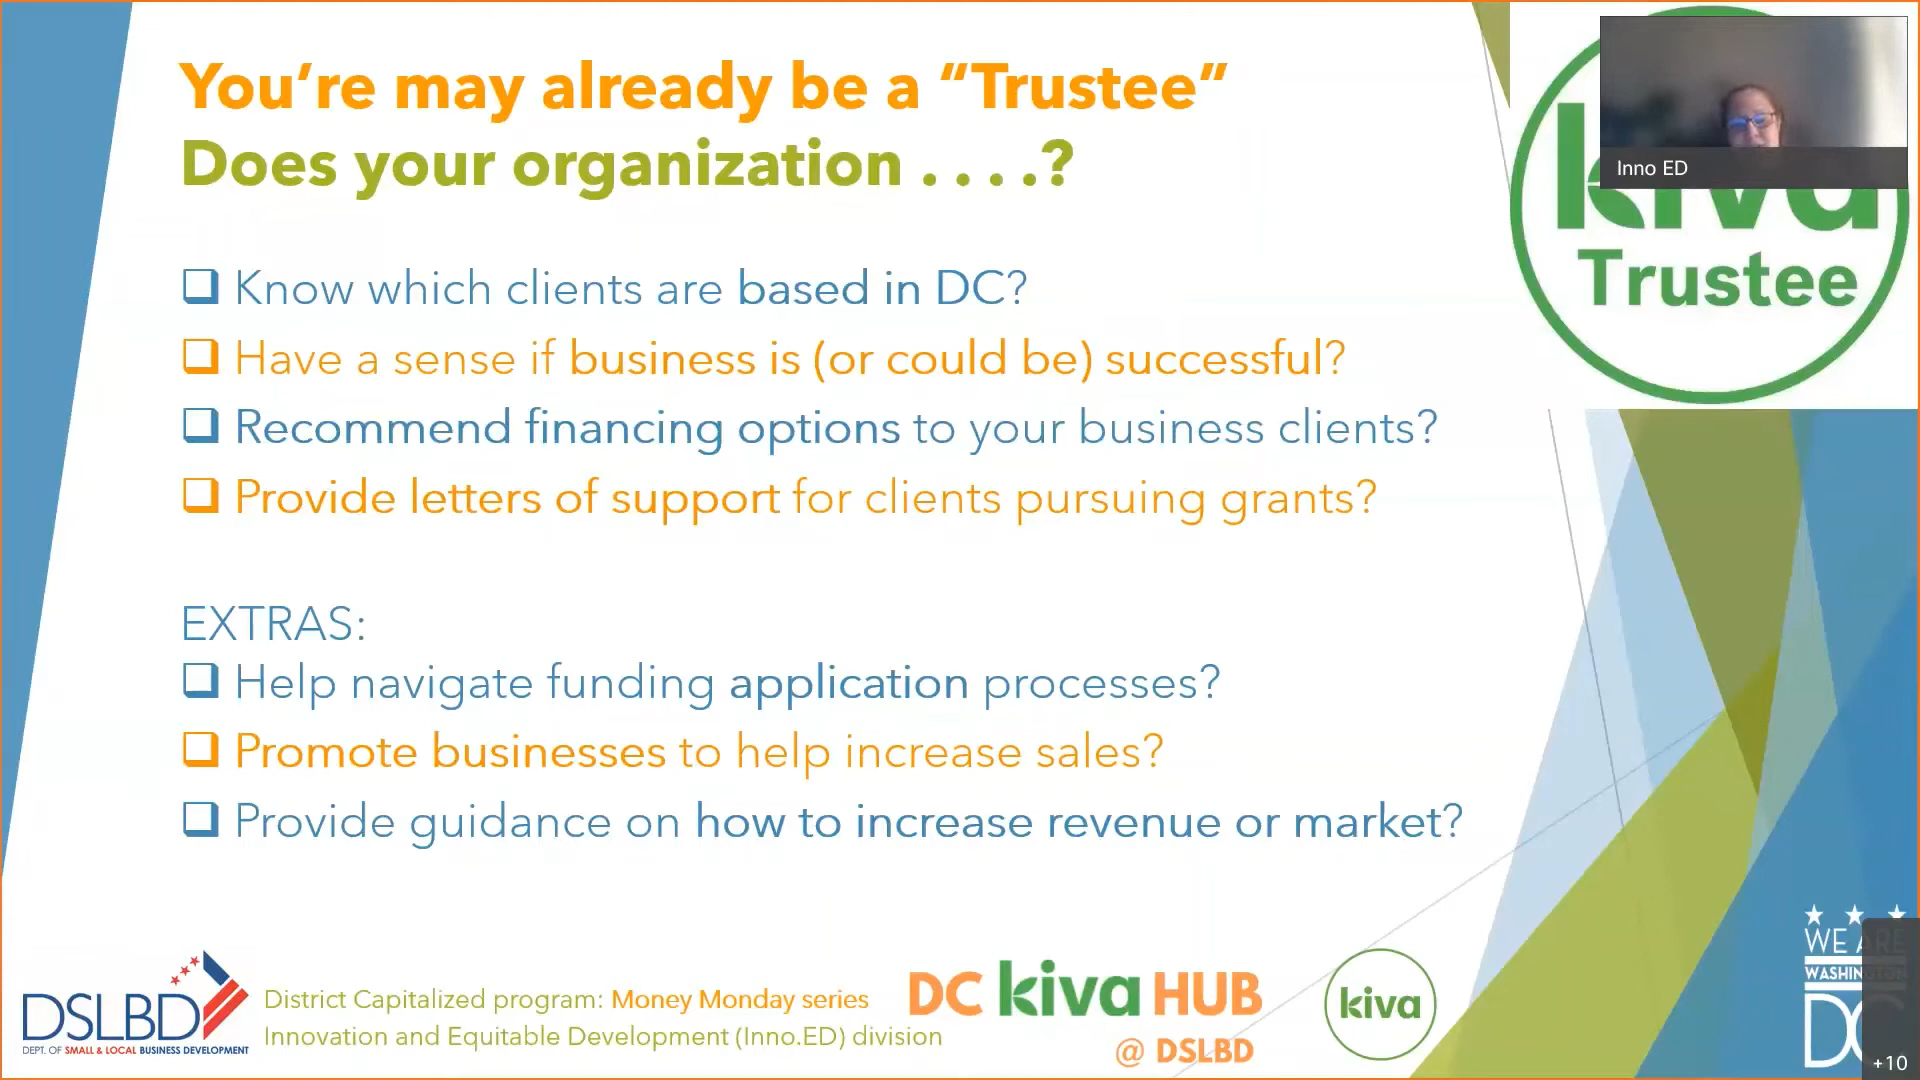 You're may already be a "Trustee"
Does your organization . . . .?
Inno ED
kiva
Trustee
Know which clients are based in DC?
Have a sense if business is (or could be) successful?
Recommend financing options to your business clients?
Provide letters of support for clients pursuing grants?
EXTRAS:
Help navigate funding application processes?
Promote businesses to help increase sales?
Provide guidance on how to increase revenue or market?
DSLBD
DEPT. OF SMALL & LOCAL BUSINESS DEVELOPMENT
District Capitalized program: Money Monday series
Innovation and Equitable Development (Inno.ED) division
DC kiva HUB
@ DSLBD
kiva
WE ARE
WASHINGTON
DC
+10